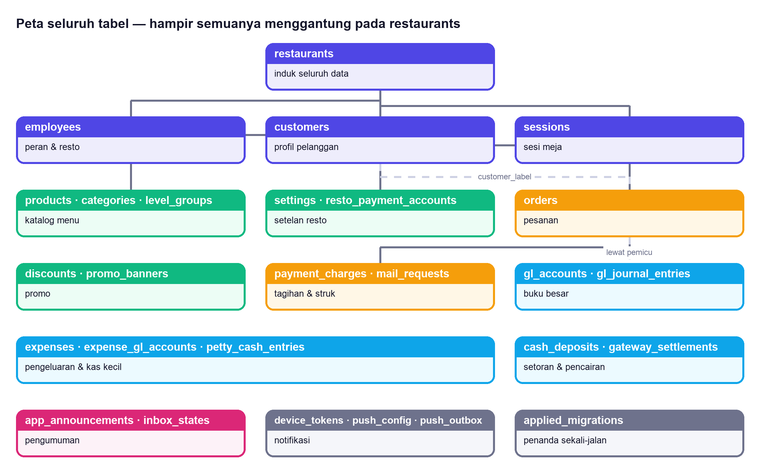 Peta seluruh tabel — hampir semuanya menggantung pada restaurants
restaurants
induk seluruh data
employees
peran & resto
customers
profil pelanggan
sessions
sesi meja
customer_label
products · categories · level_groups
katalog menu
settings · resto_payment_accounts
setelan resto
orders
pesanan
lewat pemicu
discounts · promo_banners
promo
payment_charges · mail_requests
tagihan & struk
gl_accounts · gl_journal_entries
buku besar
expenses · expense_gl_accounts · petty_cash_entries
pengeluaran & kas kecil
cash_deposits · gateway_settlements
setoran & pencairan
app_announcements · inbox_states
pengumuman
device_tokens · push_config · push_outbox
notifikasi
applied_migrations
penanda sekali-jalan